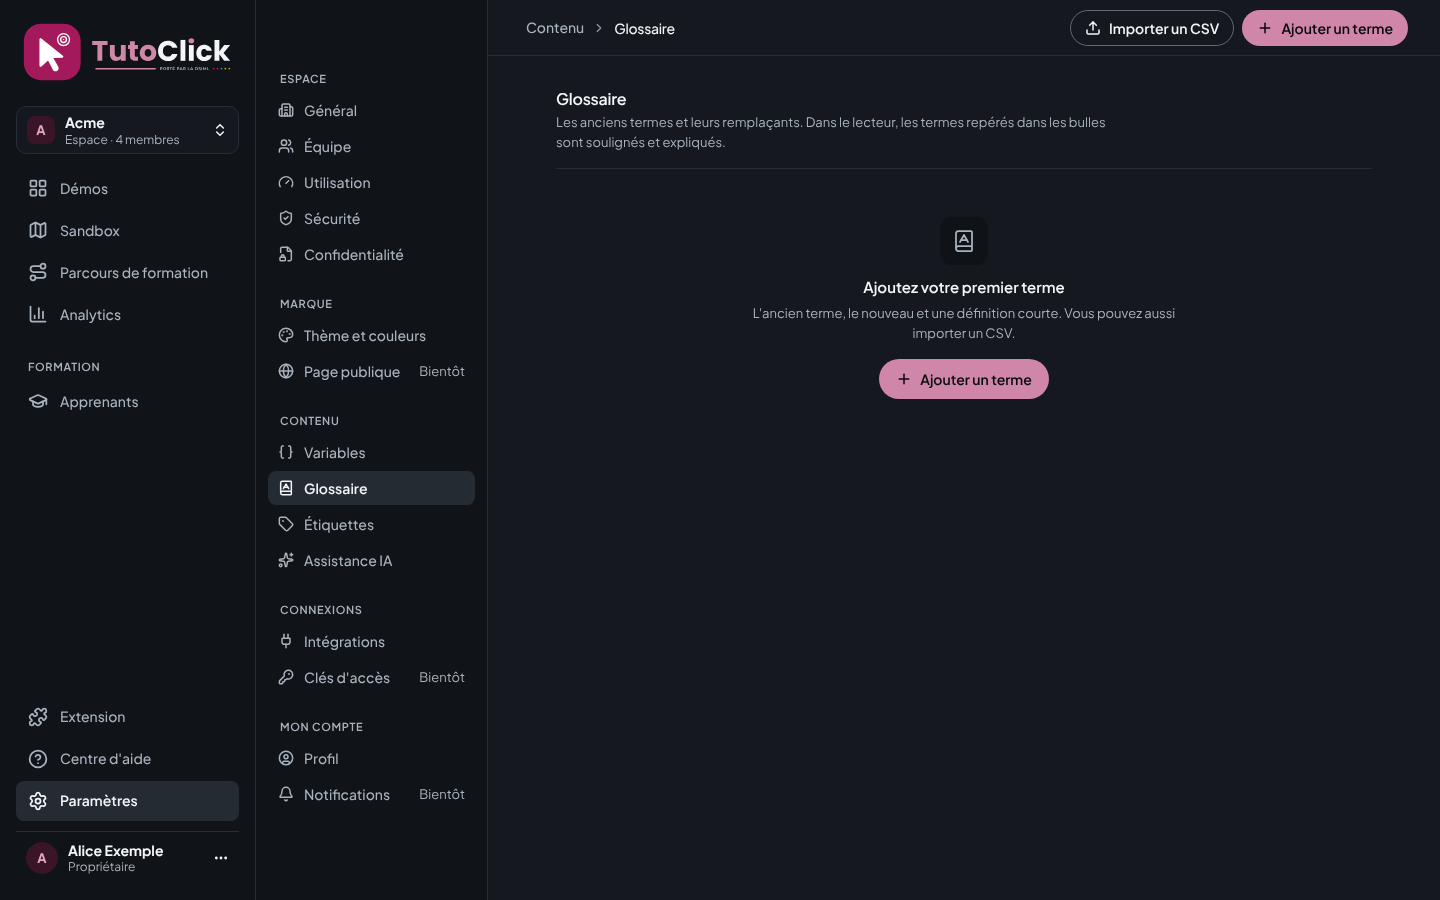 TutoClick
PORTÉ PAR LA DSIML
A
Acme
Espace · 4 membres
Démos
Sandbox
Parcours de formation
Analytics
FORMATION
Apprenants
Extension
Centre d'aide
Paramètres
A
Alice Exemple
Propriétaire
ESPACE
Général
Équipe
Utilisation
Sécurité
Confidentialité
MARQUE
Thème et couleurs
Page publique Bientôt
CONTENU
Variables
Glossaire
Étiquettes
Assistance IA
CONNEXIONS
Intégrations
Clés d'accès Bientôt
MON COMPTE
Profil
Notifications Bientôt
Contenu > Glossaire
Importer un CSV
Ajouter un terme
Glossaire
Les anciens termes et leurs remplaçants. Dans le lecteur, les termes repérés dans les bulles
sont soulignés et expliqués.
Ajoutez votre premier terme
L'ancien terme, le nouveau et une définition courte. Vous pouvez aussi
importer un CSV.
Ajouter un terme